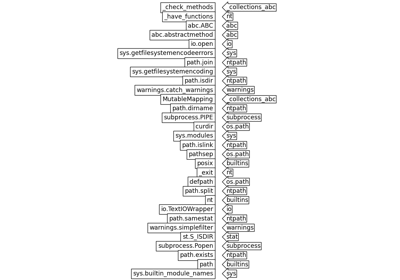 _check_methods _collections_abc
_have_functions nt
abc.ABC abc
abc.abstractmethod abc
io.open io
sys.getfilesystemencodeerrors sys
path.join ntpath
sys.getfilesystemencoding sys
path.isdir ntpath
warnings.catch_warnings warnings
MutableMapping _collections_abc
path.dirname ntpath
subprocess.PIPE subprocess
curdir os.path
sys.modules sys
path.islink ntpath
pathsep os.path
posix builtins
_exit nt
defpath os.path
path.split ntpath
nt builtins
io.TextIOWrapper io
path.samestat ntpath
warnings.simplefilter warnings
st.S_ISDIR stat
subprocess.Popen subprocess
path.exists ntpath
path builtins
sys.builtin_module_names sys